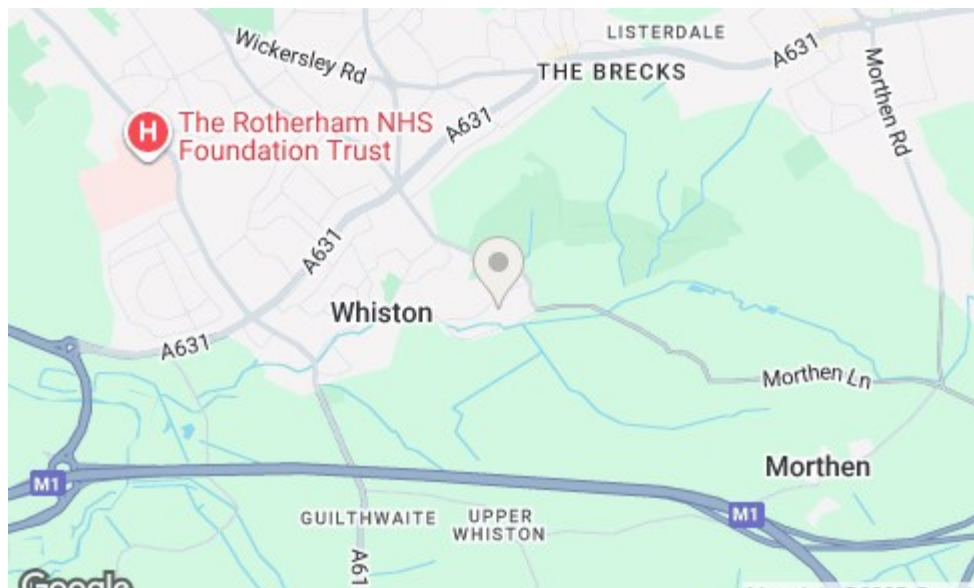 LISTERDALE
Wickersley Rd
THE BRECKS
A631
Morthen Rd
The Rotherham NHS
Foundation Trust
A631
H
A631
Whiston
A631
Morthen Ln
Morthen
M1
M1
GUILTHWAITE
UPPER
WHISTON
A61
Google